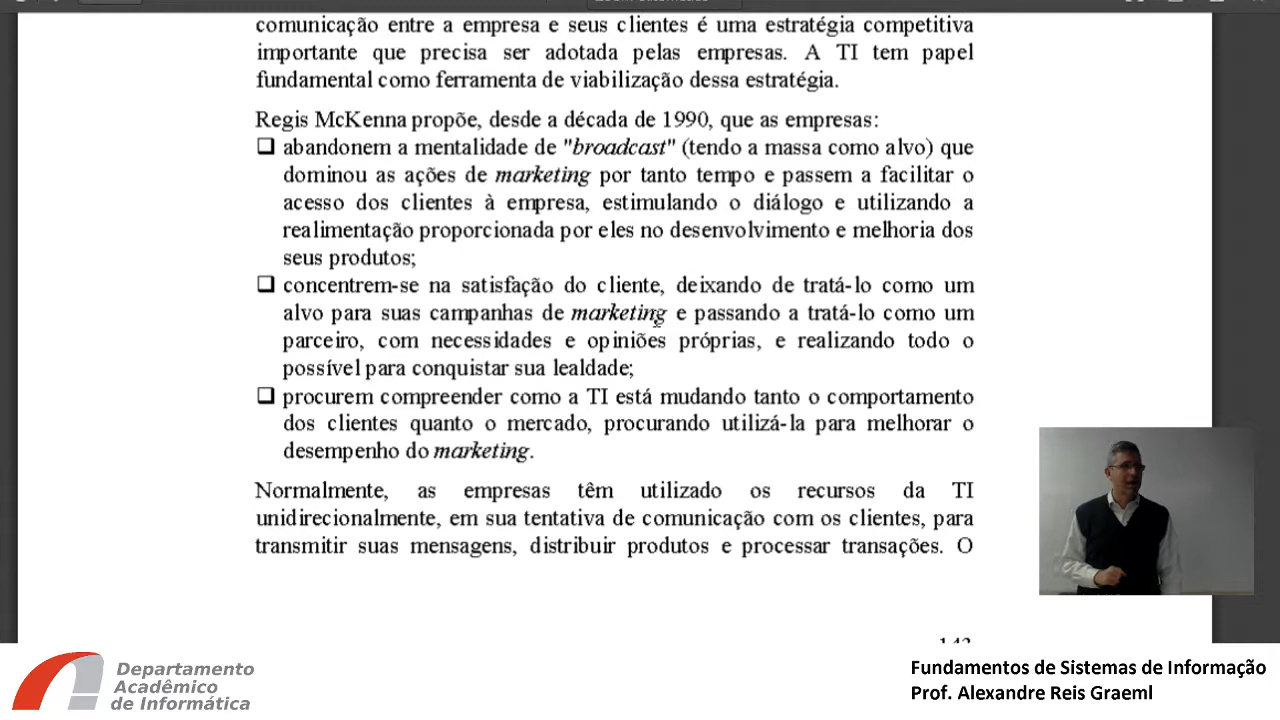 comunicação entre a empresa e seus clientes é uma estratégia competitiva
importante que precisa ser adotada pelas empresas. A TI tem papel
fundamental como ferramenta de viabilização dessa estratégia.
Regis McKenna propõe, desde a década de 1990, que as empresas:
❑ abandonem a mentalidade de "broadcast" (tendo a massa como alvo) que
dominou as ações de marketing por tanto tempo e passem a facilitar o
acesso dos clientes à empresa, estimulando o diálogo e utilizando a
realimentação proporcionada por eles no desenvolvimento e melhoria dos
seus produtos;
❑ concentrem-se na satisfação do cliente, deixando de tratá-lo como um
alvo para suas campanhas de marketing e passando a tratá-lo como um
parceiro, com necessidades e opiniões próprias, e realizando todo o
possível para conquistar sua lealdade;
❑ procurem compreender como a TI está mudando tanto o comportamento
dos clientes quanto o mercado, procurando utilizá-la para melhorar o
desempenho do marketing.
Normalmente, as empresas têm utilizado os recursos da TI
unidirecionalmente, em sua tentativa de comunicação com os clientes, para
transmitir suas mensagens, distribuir produtos e processar transações. O
Departamento
Acadêmico
de Informática
Fundamentos de Sistemas de Informação
Prof. Alexandre Reis Graeml